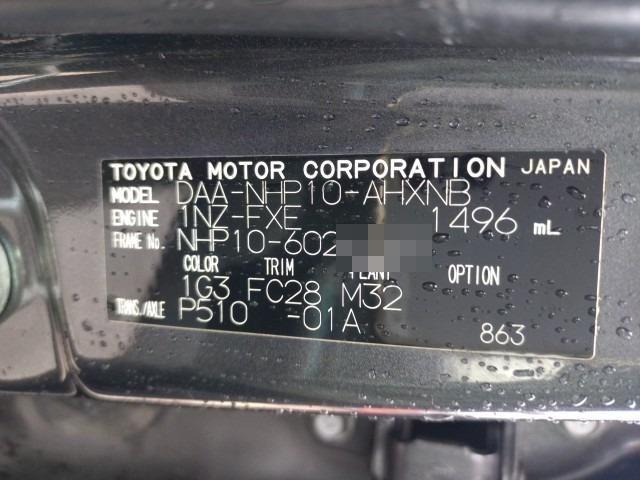 TOYOTA MOTOR CORPORATION JAPAN
MODEL DAA-NHP10-AHXNB
ENGINE 1NZ-FXE 1496 mL
FRAME No. NHP10-602
COLOR TRIM PLANT OPTION
1G3 FC28 M32
TRANS./AXLE P510 -01A 863